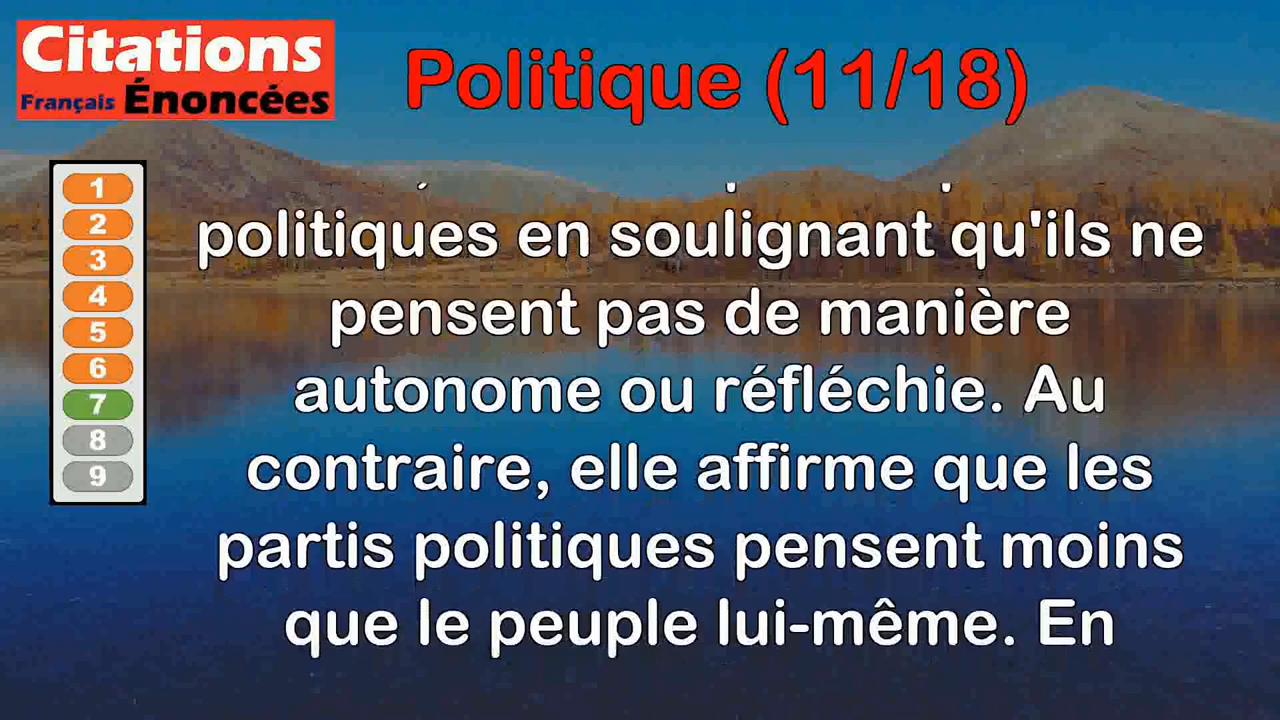 Citations
Français Énoncées
Politique (11/18)
1
2
3
4
5
6
7
8
9
politiques en soulignant qu'ils ne
pensent pas de manière
autonome ou réfléchie. Au
contraire, elle affirme que les
partis politiques pensent moins
que le peuple lui-même. En